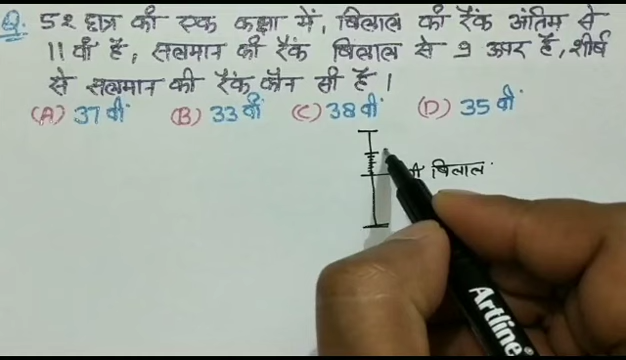 Q. 52 छात्र की एक कक्षा में, बिलाल की रैंक अंतिम से
11 वीं है, सलमान की रैंक बिलाल से 9 ऊपर है, शीर्ष
से सलमान की रैंक कौन सी है।
(A) 37 वीं (B) 33 वीं (C) 38 वीं (D) 35 वीं
बिलाल
Artline